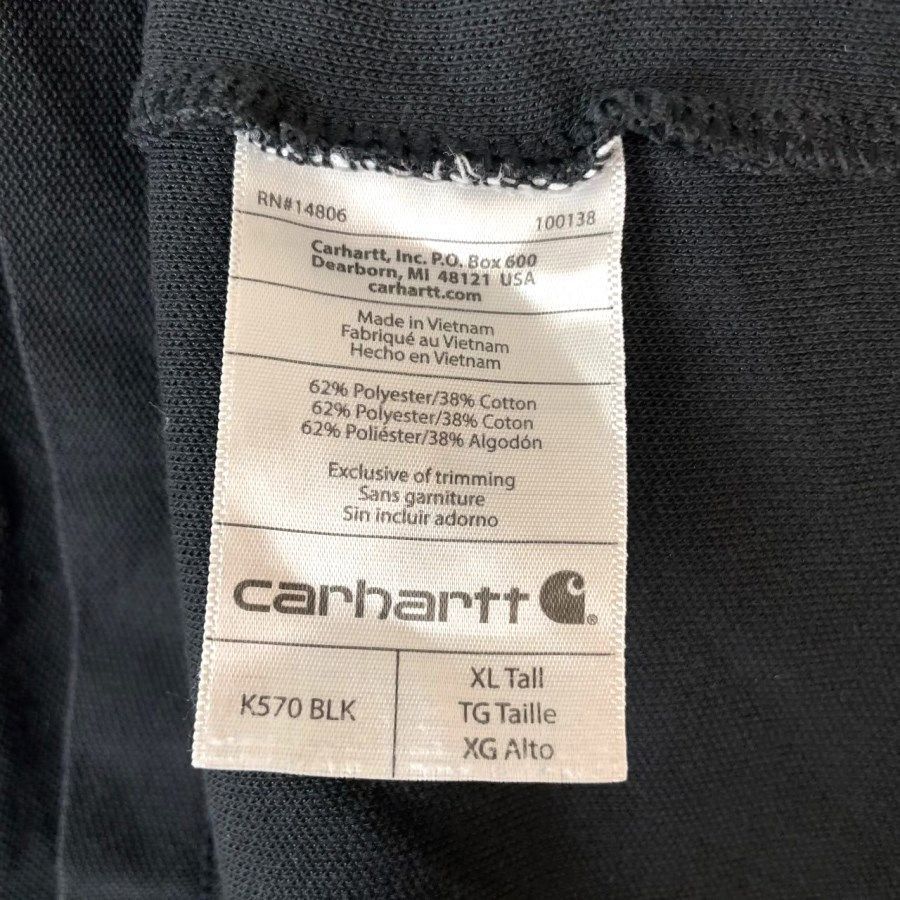 RN#14806 100138
Carhartt, Inc. P.O. Box 600
Dearborn, MI 48121 USA
carhartt.com
Made in Vietnam
Fabriqué au Vietnam
Hecho en Vietnam
62% Polyester/38% Cotton
62% Polyester/38% Coton
62% Poliéster/38% Algodón
Exclusive of trimming
Sans garniture
Sin incluir adorno
carhartt ®
K570 BLK
XL Tall
TG Taille
XG Alto